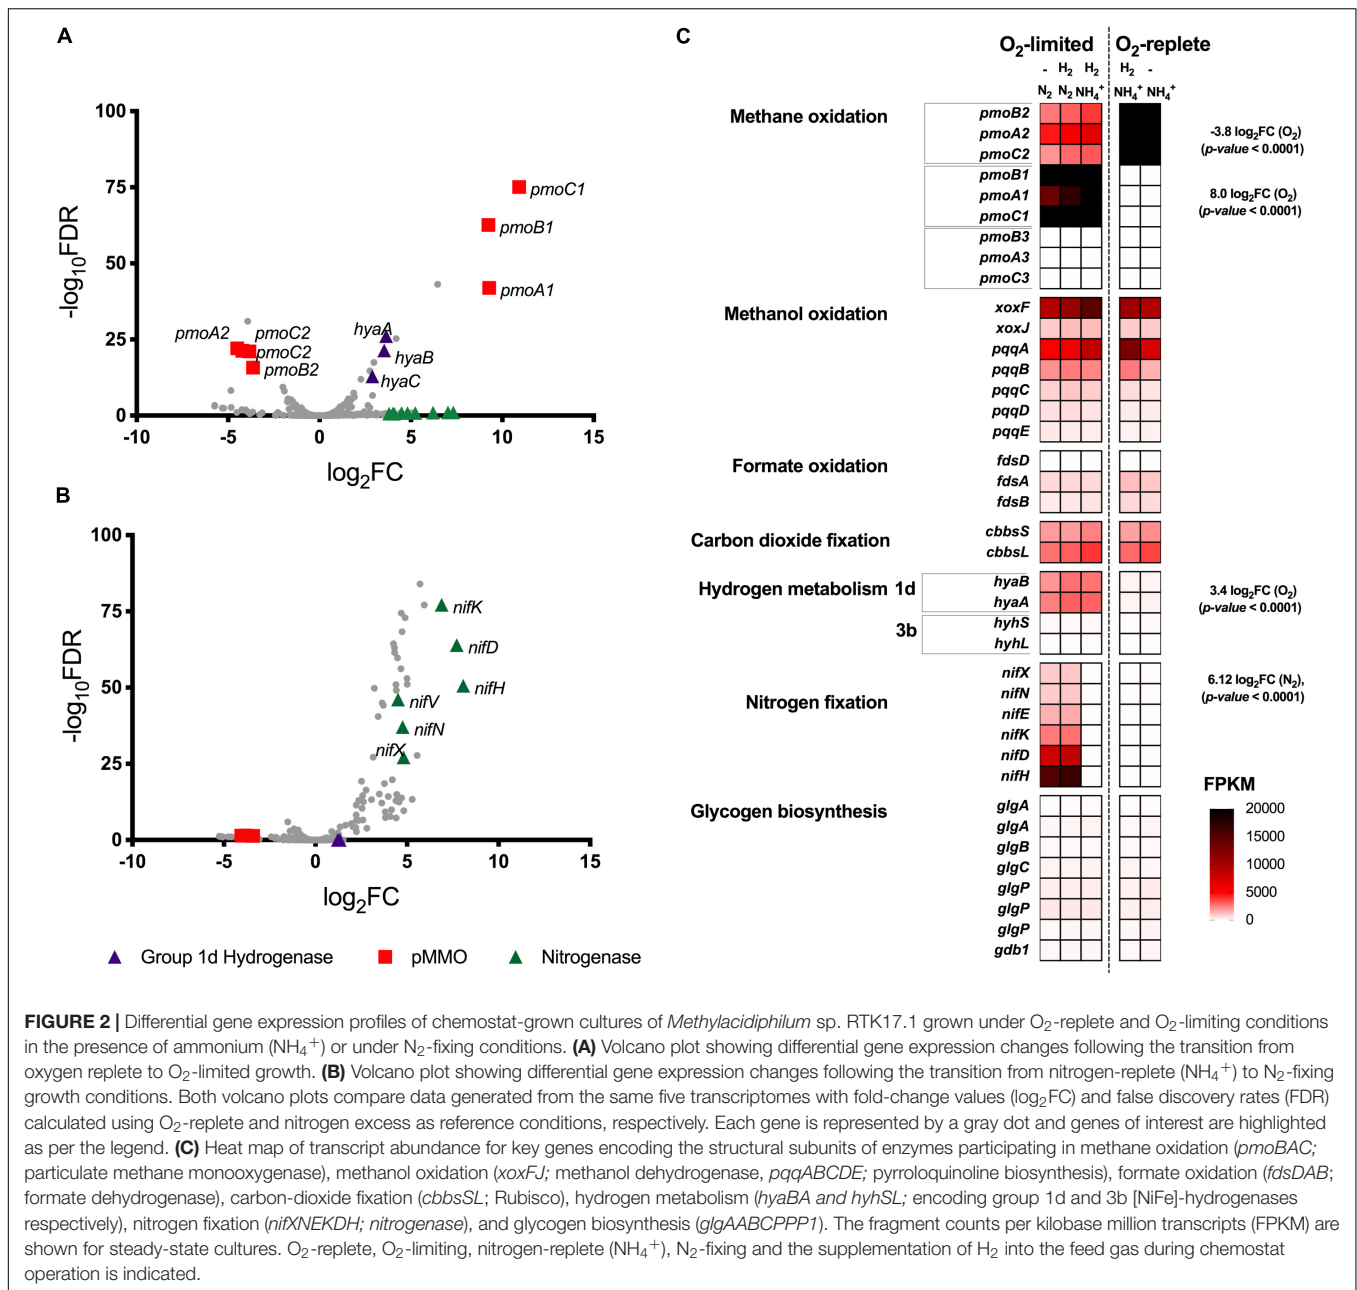 A
100
75
50
25
0
-10
-5
0
5
10
15
-log10FDR
log2FC
pmoC1
pmoB1
pmoA1
pmoA2
pmoC2
pmoC2
pmoB2
hyaA
hyaB
hyaC
B
100
75
50
25
0
-10
-5
0
5
10
15
-log10FDR
log2FC
nifK
nifD
nifH
nifV
nifN
nifX
Group 1d Hydrogenase
pMMO
Nitrogenase
C
O2-limited
O2-replete
- H2 H2 H2 -
N2 N2 NH4+ NH4+ NH4+
Methane oxidation
pmoB2
pmoA2
pmoC2
pmoB1
pmoA1
pmoC1
pmoB3
pmoA3
pmoC3
-3.8 log2FC (O2)
(p-value < 0.0001)
8.0 log2FC (O2)
(p-value < 0.0001)
Methanol oxidation
xoxF
xoxJ
pqqA
pqqB
pqqC
pqqD
pqqE
Formate oxidation
fdsD
fdsA
fdsB
Carbon dioxide fixation
cbbsS
cbbsL
Hydrogen metabolism 1d
hyaB
hyaA
3b
hyhS
hyhL
3.4 log2FC (O2)
(p-value < 0.0001)
Nitrogen fixation
nifX
nifN
nifE
nifK
nifD
nifH
6.12 log2FC (N2),
(p-value < 0.0001)
Glycogen biosynthesis
glgA
glgA
glgB
glgC
glgP
glgP
glgP
gdb1
FPKM
20000
15000
10000
5000
0
FIGURE 2 | Differential gene expression profiles of chemostat-grown cultures of Methylacidiphilum sp. RTK17.1 grown under O2-replete and O2-limiting conditions
in the presence of ammonium (NH4+) or under N2-fixing conditions. (A) Volcano plot showing differential gene expression changes following the transition from
oxygen replete to O2-limited growth. (B) Volcano plot showing differential gene expression changes following the transition from nitrogen-replete (NH4+) to N2-fixing
growth conditions. Both volcano plots compare data generated from the same five transcriptomes with fold-change values (log2FC) and false discovery rates (FDR)
calculated using O2-replete and nitrogen excess as reference conditions, respectively. Each gene is represented by a gray dot and genes of interest are highlighted
as per the legend. (C) Heat map of transcript abundance for key genes encoding the structural subunits of enzymes participating in methane oxidation (pmoBAC;
particulate methane monooxygenase), methanol oxidation (xoxFJ; methanol dehydrogenase, pqqABCDE; pyrroloquinoline biosynthesis), formate oxidation (fdsDAB;
formate dehydrogenase), carbon-dioxide fixation (cbbsSL; Rubisco), hydrogen metabolism (hyaBA and hyhSL; encoding group 1d and 3b [NiFe]-hydrogenases
respectively), nitrogen fixation (nifXNEKDH; nitrogenase), and glycogen biosynthesis (glgAABCPPP1). The fragment counts per kilobase million transcripts (FPKM) are
shown for steady-state cultures. O2-replete, O2-limiting, nitrogen-replete (NH4+), N2-fixing and the supplementation of H2 into the feed gas during chemostat
operation is indicated.